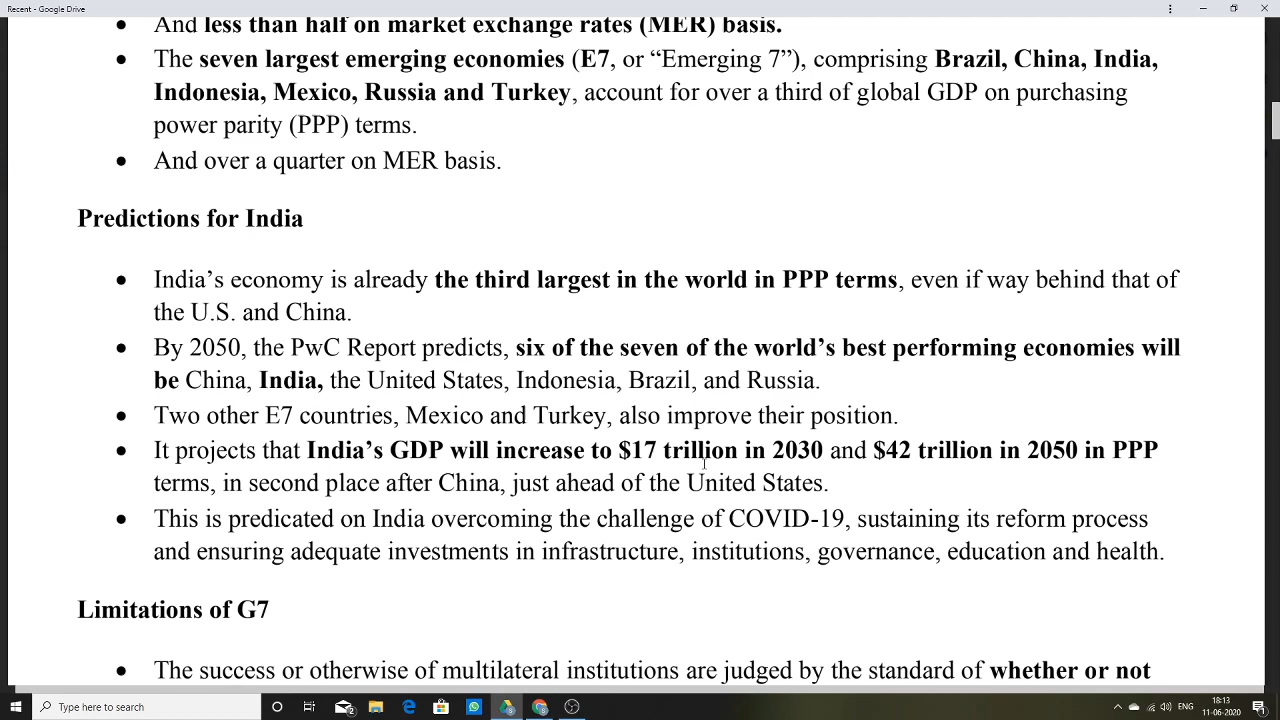 Recent - Google Drive
And less than half on market exchange rates (MER) basis.
The seven largest emerging economies (E7, or “Emerging 7”), comprising Brazil, China, India,
Indonesia, Mexico, Russia and Turkey, account for over a third of global GDP on purchasing
power parity (PPP) terms.
And over a quarter on MER basis.
Predictions for India
India’s economy is already the third largest in the world in PPP terms, even if way behind that of
the U.S. and China.
By 2050, the PwC Report predicts, six of the seven of the world’s best performing economies will
be China, India, the United States, Indonesia, Brazil, and Russia.
Two other E7 countries, Mexico and Turkey, also improve their position.
It projects that India’s GDP will increase to $17 trillion in 2030 and $42 trillion in 2050 in PPP
terms, in second place after China, just ahead of the United States.
This is predicated on India overcoming the challenge of COVID-19, sustaining its reform process
and ensuring adequate investments in infrastructure, institutions, governance, education and health.
Limitations of G7
The success or otherwise of multilateral institutions are judged by the standard of whether or not
Type here to search
ENG
18:13
11-06-2020